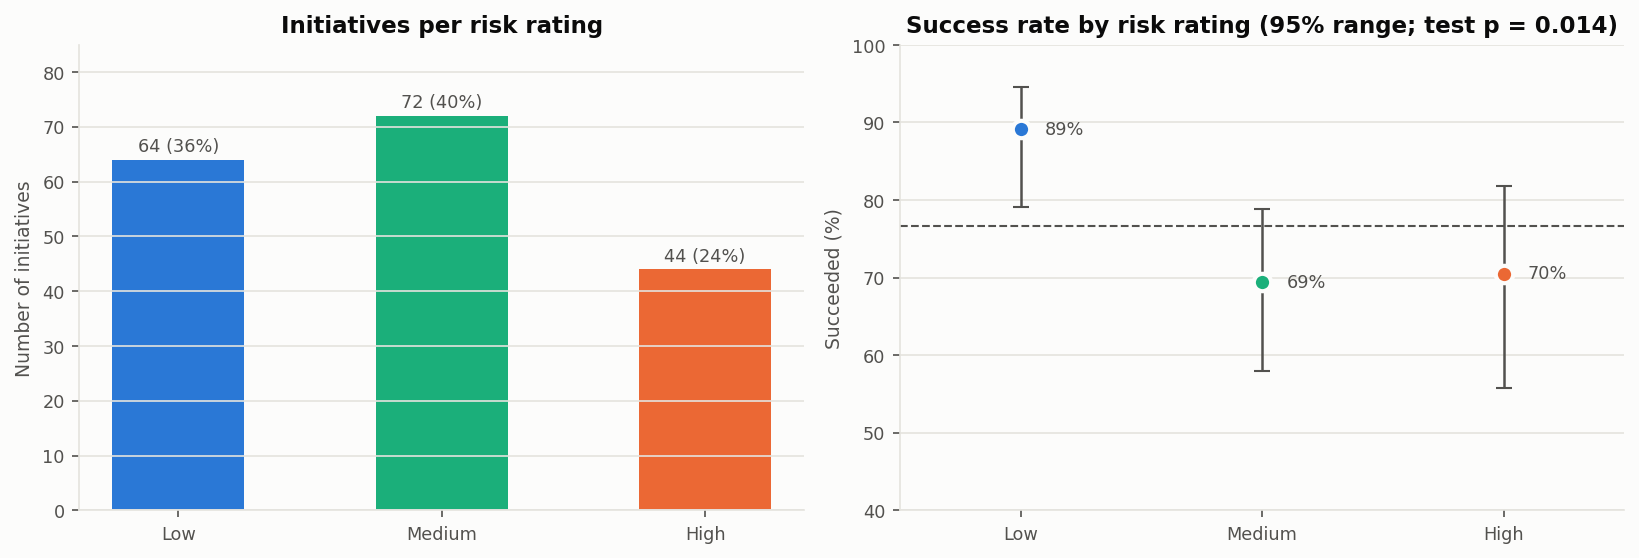 Initiatives per risk rating
Number of initiatives
80
70
60
50
40
30
20
10
0
64 (36%)
72 (40%)
44 (24%)
Low
Medium
High
Success rate by risk rating (95% range; test p = 0.014)
Succeeded (%)
100
90
80
70
60
50
40
89%
69%
70%
Low
Medium
High